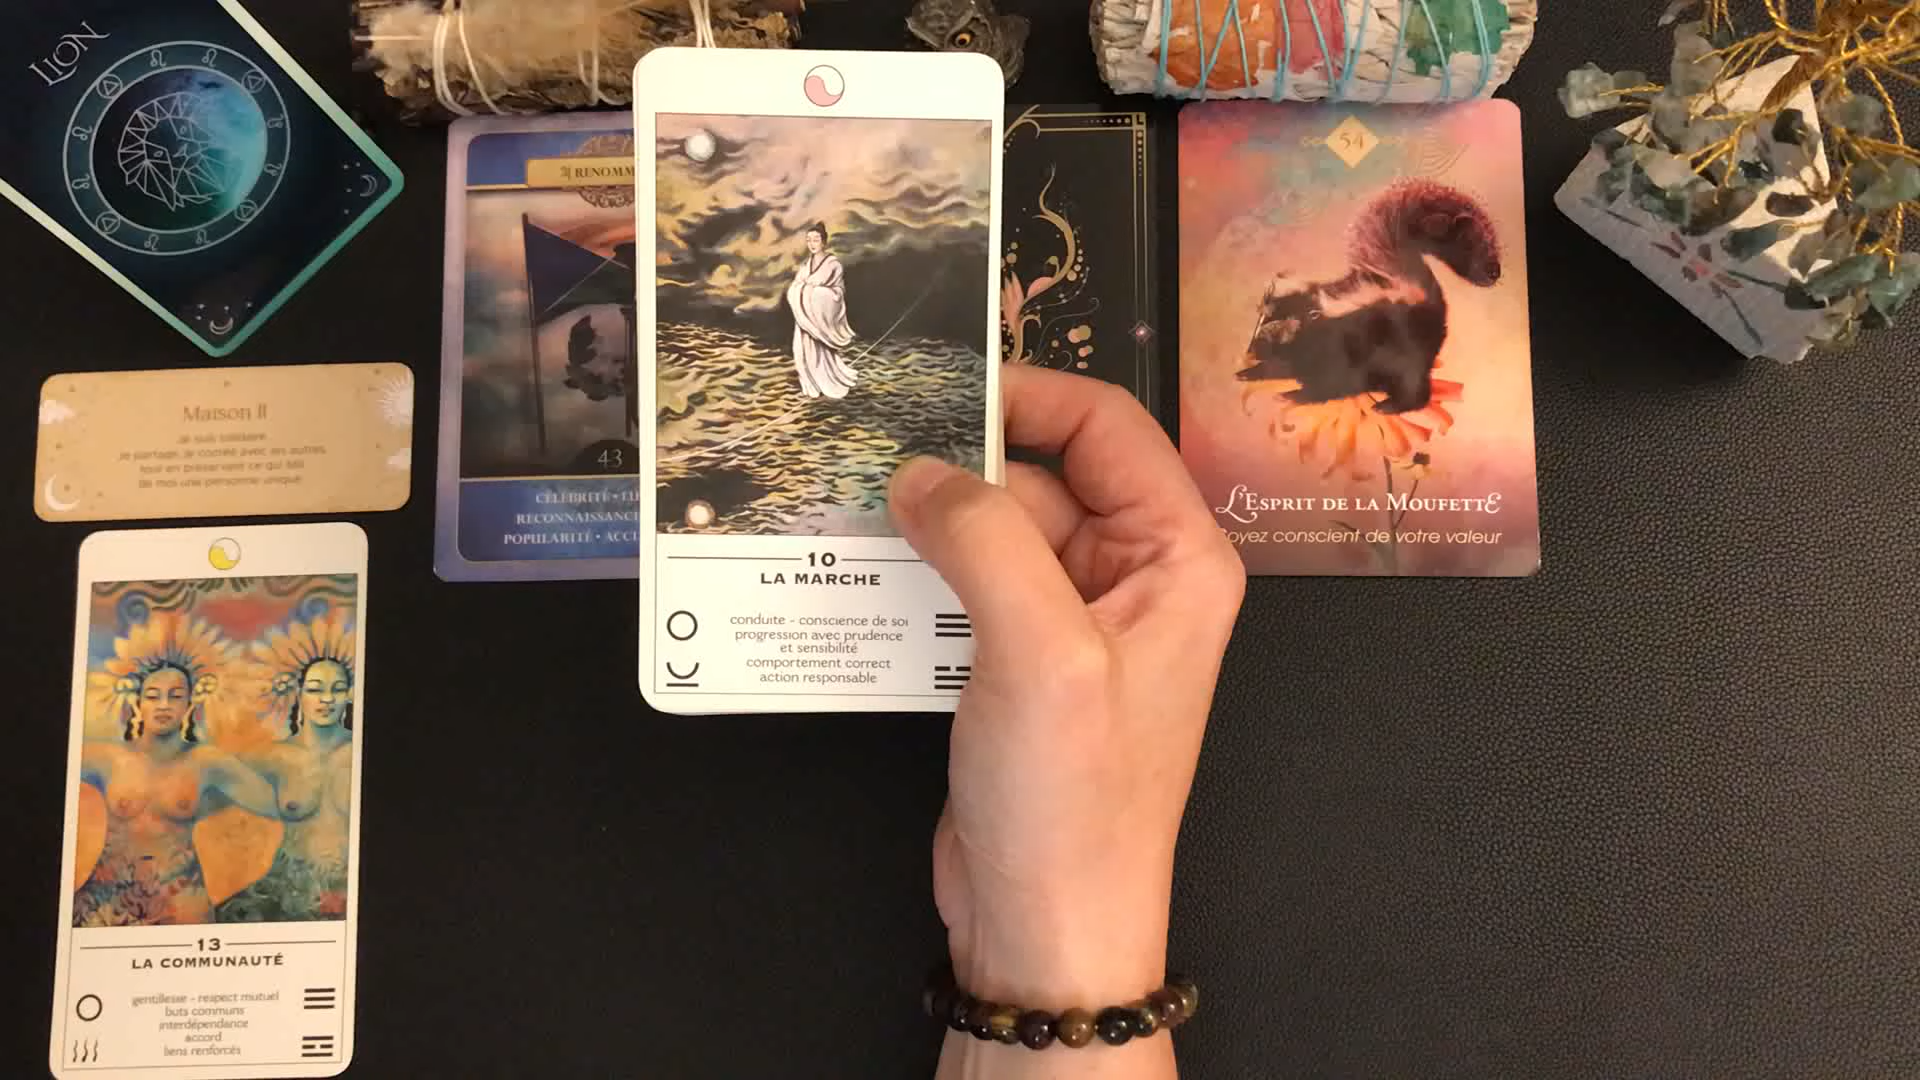 LION
Maison II
Je suis solidaire.
Je partage, je coopère avec les autres,
tout en préservant ce qui fait
de moi une personne unique.
RENOMM
43
CÉLÉBRITÉ •
RECONNAISSANCE
POPULARITÉ •
10
LA MARCHE
conduite - conscience de soi
progression avec prudence
et sensibilité
comportement correct
action responsable
54
L'ESPRIT DE LA MOUFETTE
Soyez conscient de votre valeur
13
LA COMMUNAUTÉ
gentillesse - respect mutuel
buts communs
interdépendance
accord
liens renforcés